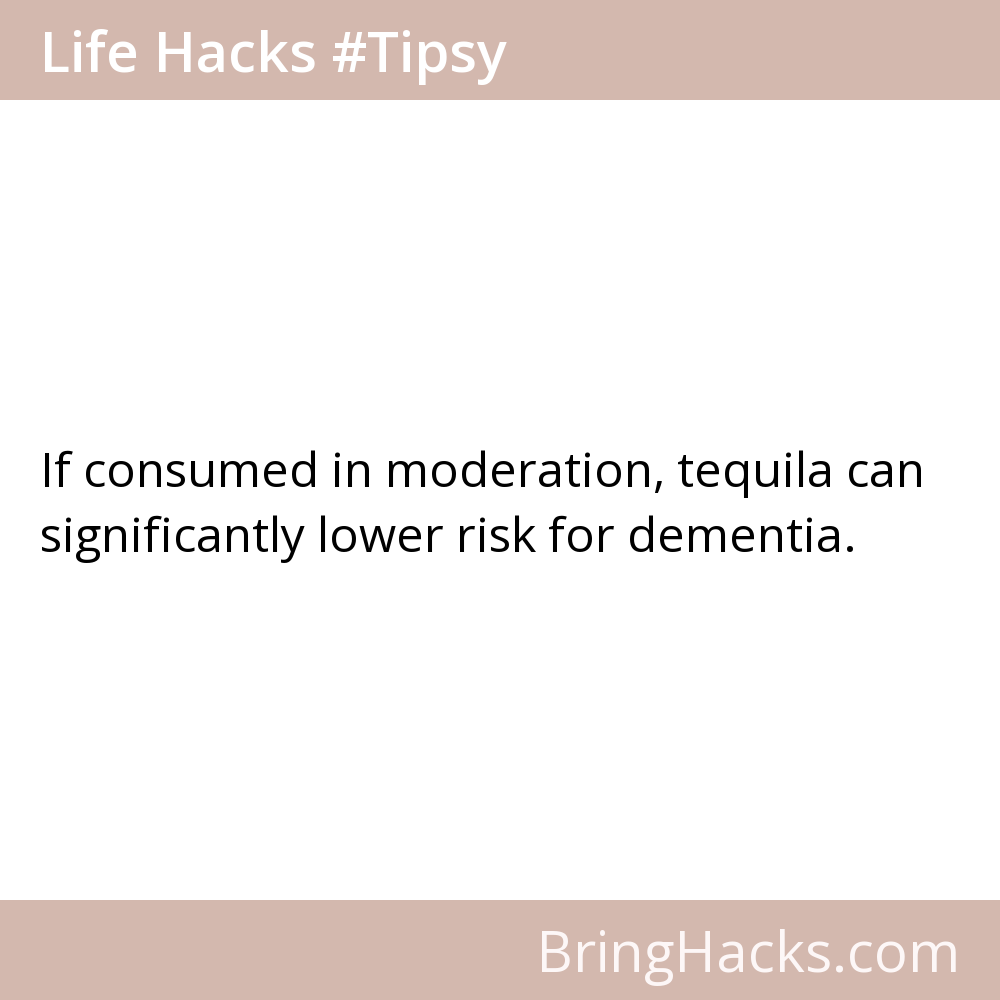 Life Hacks #Tipsy
If consumed in moderation, tequila can
significantly lower risk for dementia.
BringHacks.com